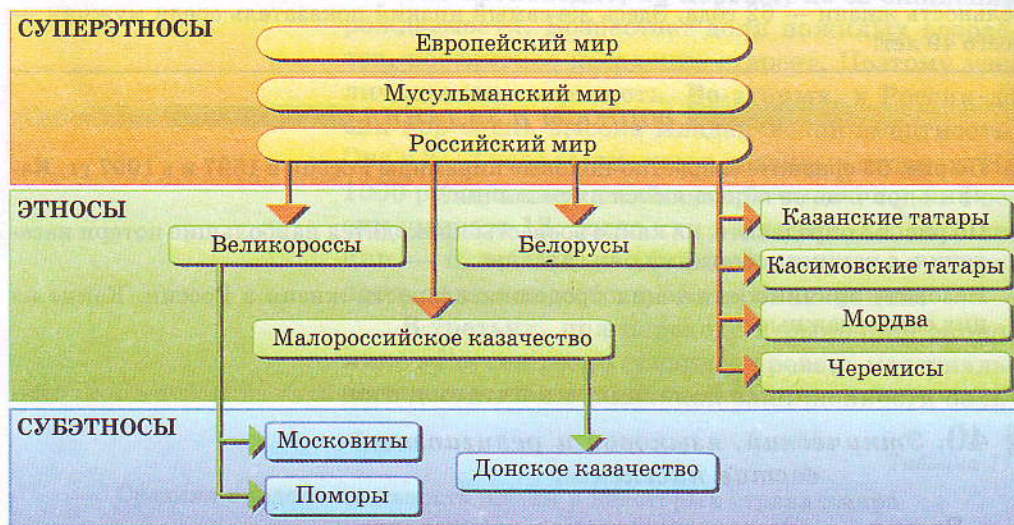 СУПЕРЭТНОСЫ
Европейский мир
Мусульманский мир
Российский мир
ЭТНОСЫ
Великороссы
Белорусы
Казанские татары
Касимовские татары
Мордва
Черемисы
Малороссийское казачество
СУБЭТНОСЫ
Московиты
Поморы
Донское казачество